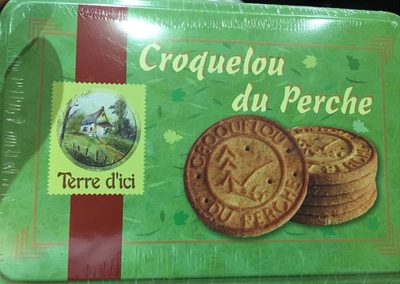 Croquelou
du Perche
Terre d'ici
CROQUELOU
DU PERCHE